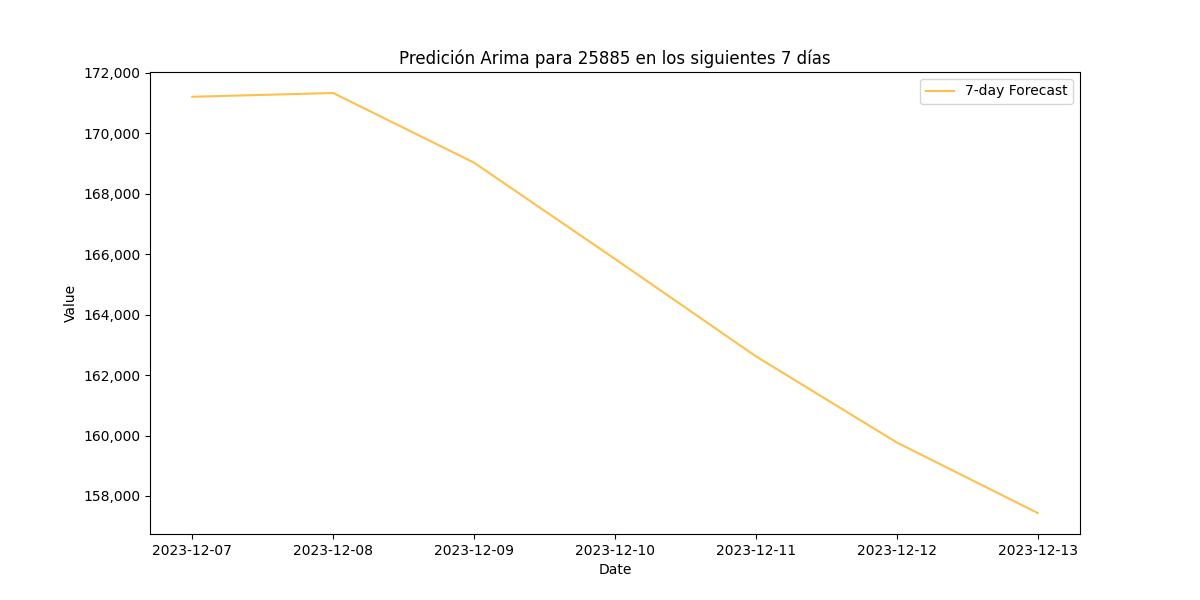 Predición Arima para 25885 en los siguientes 7 días
7-day Forecast
172,000
170,000
168,000
166,000
164,000
162,000
160,000
158,000
Value
2023-12-07 2023-12-08 2023-12-09 2023-12-10 2023-12-11 2023-12-12 2023-12-13
Date